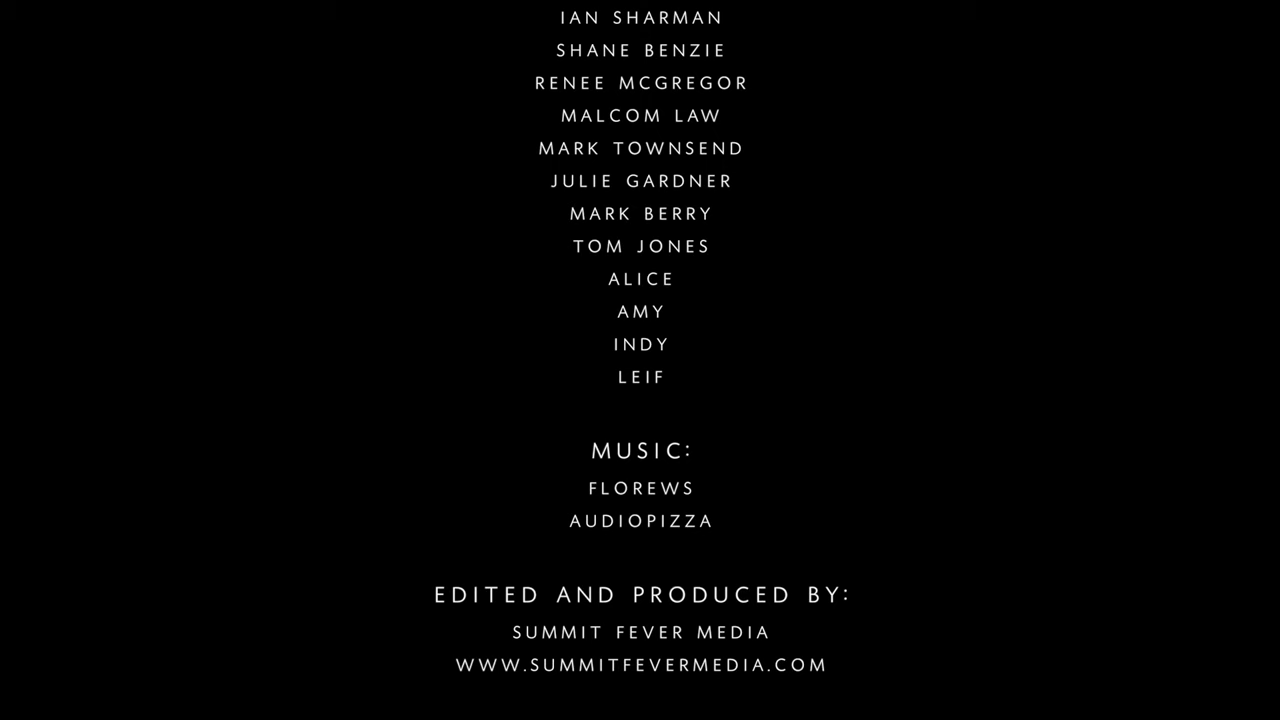 IAN SHARMAN
SHANE BENZIE
RENEE MCGREGOR
MALCOM LAW
MARK TOWNSEND
JULIE GARDNER
MARK BERRY
TOM JONES
ALICE
AMY
INDY
LEIF
MUSIC:
FLOREWS
AUDIOPIZZA
EDITED AND PRODUCED BY:
SUMMIT FEVER MEDIA
WWW.SUMMITFEVERMEDIA.COM